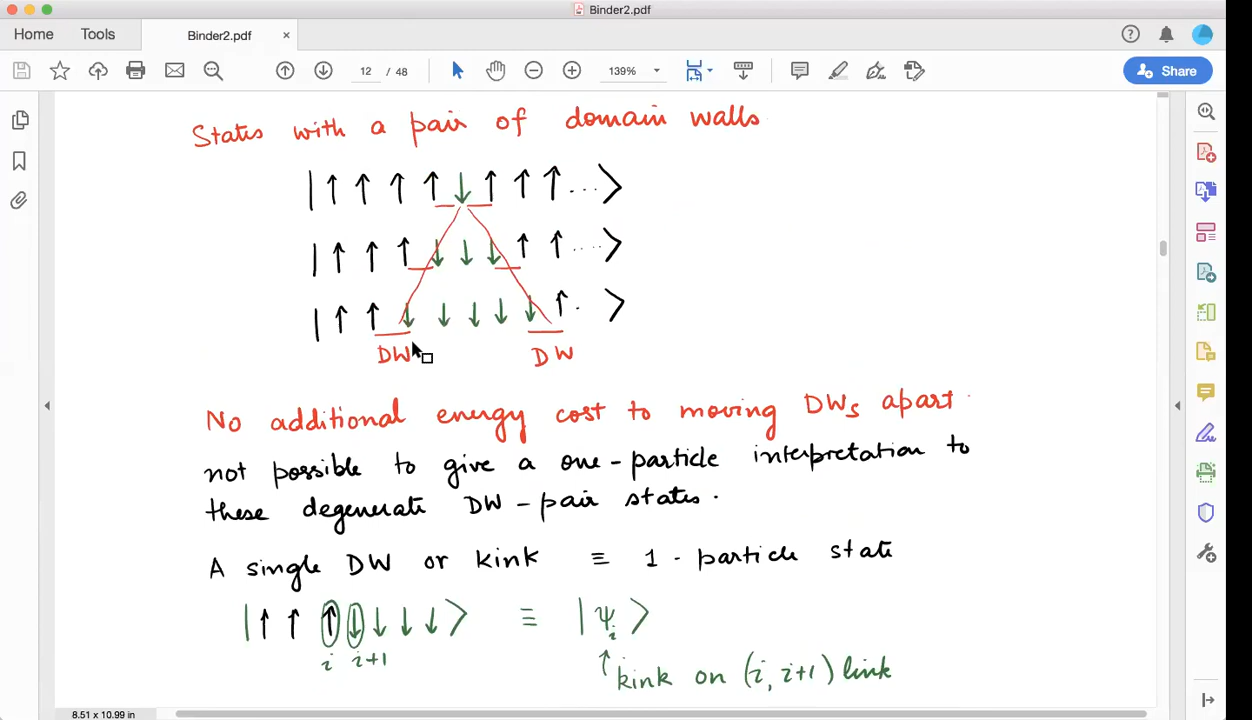 Binder2.pdf
Home Tools Binder2.pdf ×
12 / 48 139% Share
States with a pair of domain walls
|↑ ↑ ↑ ↑ ↓ ↑ ↑ ↑ ... >
|↑ ↑ ↑ ↓ ↓ ↓ ↑ ↑ .... >
|↑ ↑ ↓ ↓ ↓ ↓ ↓ ↑ . . >
DW DW
No additional energy cost to moving DWs apart.
not possible to give a one-particle interpretation to
these degenerate DW-pair states.
A single DW or kink ≡ 1-particle state
|↑ ↑ ↑ ↓ ↓ ↓ ↓ > ≡ |ψi >
i i+1
↑ kink on (i, i+1) link
8.51 x 10.99 in